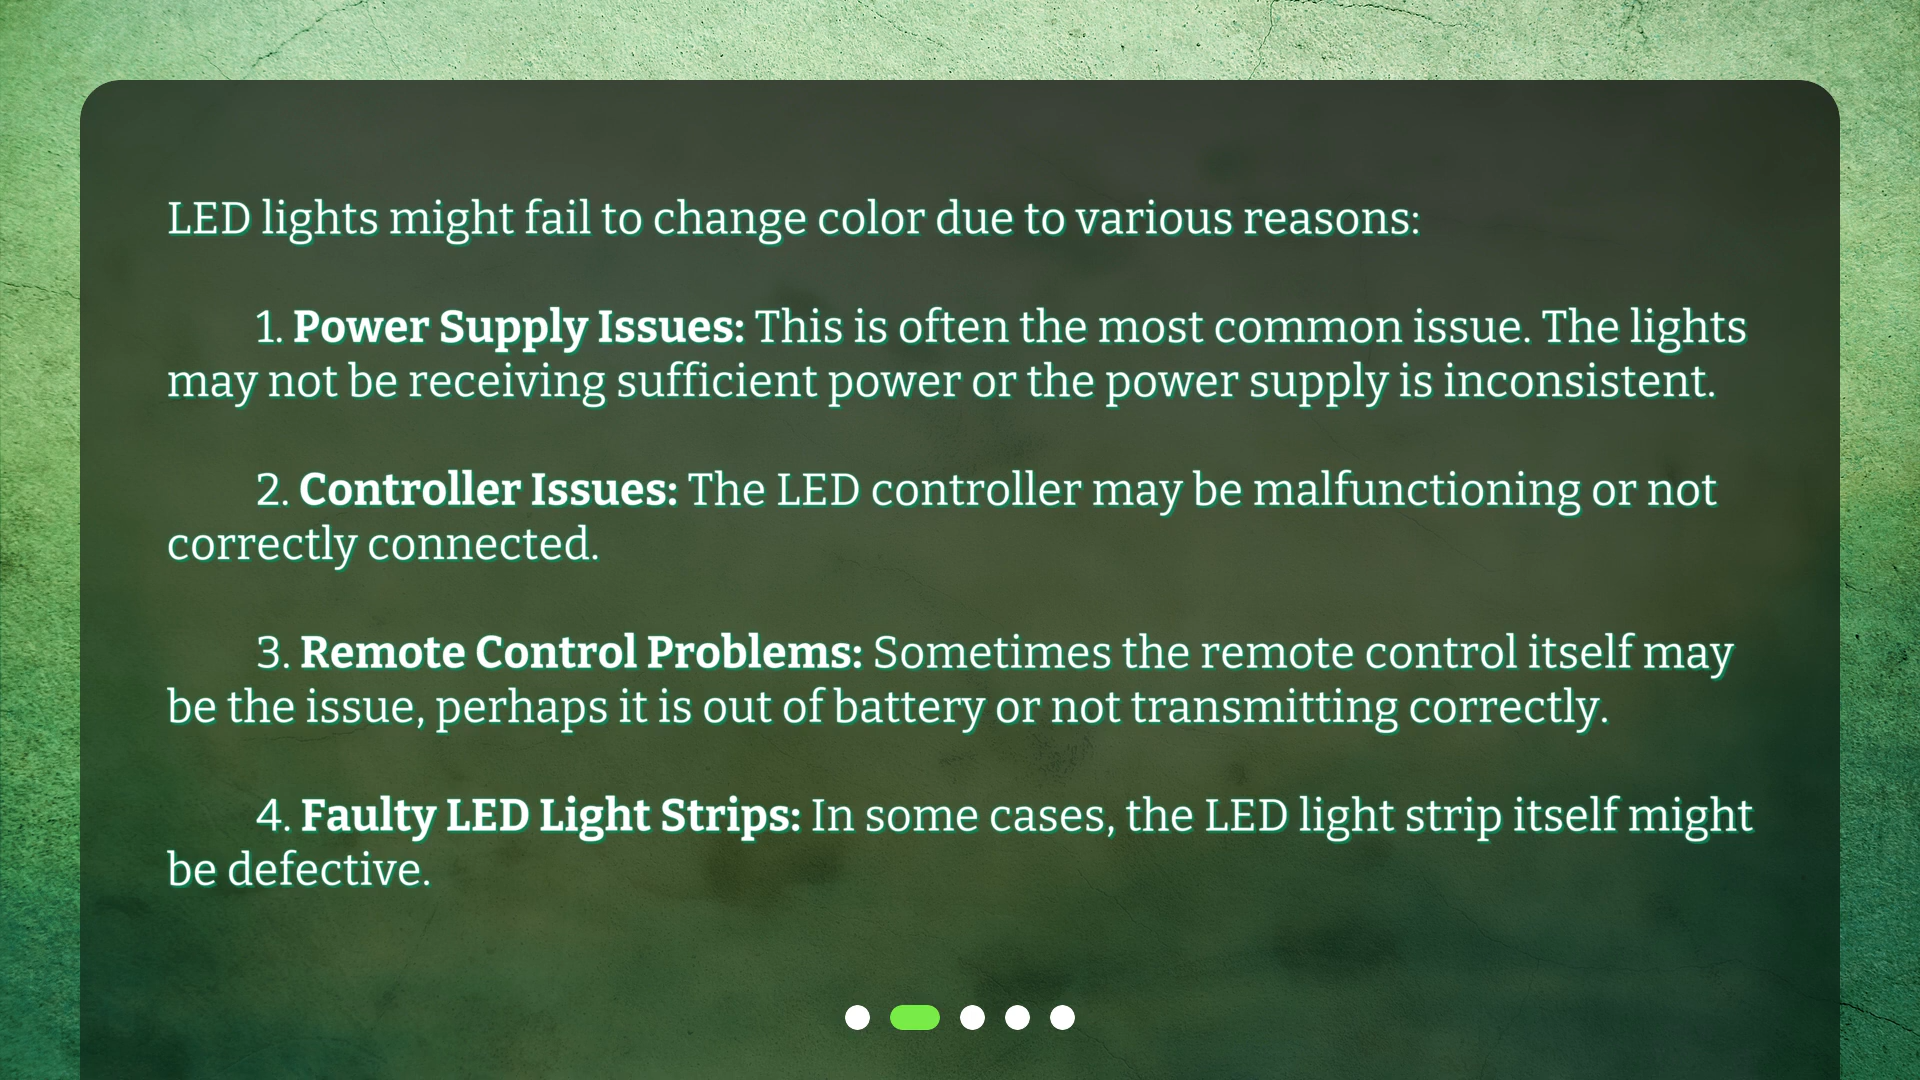 LED lights might fail to change color due to various reasons:
1. Power Supply Issues: This is often the most common issue. The lights
may not be receiving sufficient power or the power supply is inconsistent.
2. Controller Issues: The LED controller may be malfunctioning or not
correctly connected.
3. Remote Control Problems: Sometimes the remote control itself may
be the issue, perhaps it is out of battery or not transmitting correctly.
4. Faulty LED Light Strips: In some cases, the LED light strip itself might
be defective.